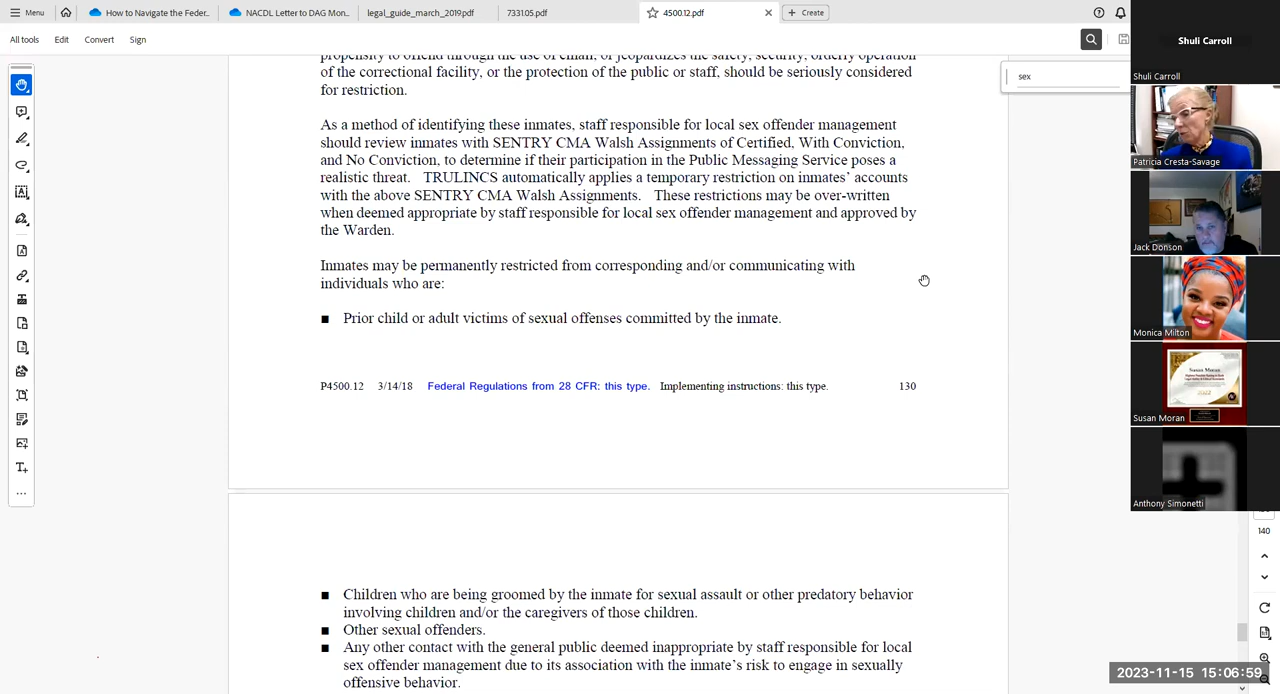 Menu
How to Navigate the Feder...
NACDL Letter to DAG Mon...
legal_guide_march_2019.pdf
7331.05.pdf
4500.12.pdf
Create
All tools Edit Convert Sign
sex
propensity to offend through the use of email, or jeopardizes the safety, security, orderly operation
of the correctional facility, or the protection of the public or staff, should be seriously considered
for restriction.
As a method of identifying these inmates, staff responsible for local sex offender management
should review inmates with SENTRY CMA Walsh Assignments of Certified, With Conviction,
and No Conviction, to determine if their participation in the Public Messaging Service poses a
realistic threat. TRULINCS automatically applies a temporary restriction on inmates’ accounts
with the above SENTRY CMA Walsh Assignments. These restrictions may be over-written
when deemed appropriate by staff responsible for local sex offender management and approved by
the Warden.
Inmates may be permanently restricted from corresponding and/or communicating with
individuals who are:
■ Prior child or adult victims of sexual offenses committed by the inmate.
P4500.12 3/14/18 Federal Regulations from 28 CFR: this type. Implementing instructions: this type. 130
■ Children who are being groomed by the inmate for sexual assault or other predatory behavior
involving children and/or the caregivers of those children.
■ Other sexual offenders.
■ Any other contact with the general public deemed inappropriate by staff responsible for local
sex offender management due to its association with the inmate’s risk to engage in sexually
offensive behavior.
Shuli Carroll
Shuli Carroll
Patricia Cresta-Savage
Jack Donson
Monica Milton
Susan Moran
Susan Moran
Anthony Simonetti
140
2023-11-15 15:06:59